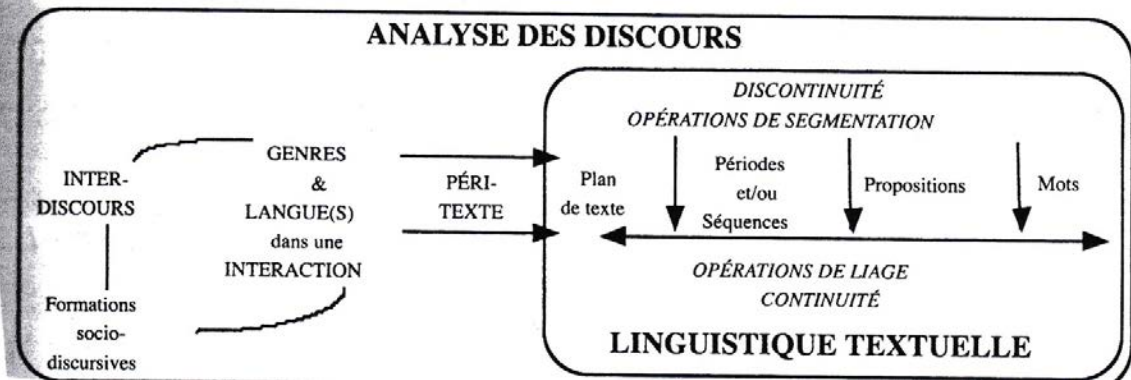 ANALYSE DES DISCOURS
INTER-
DISCOURS
Formations
socio-
discursives
GENRES
&
LANGUE(S)
dans une
INTERACTION
PÉRI-
TEXTE
DISCONTINUITÉ
OPÉRATIONS DE SEGMENTATION
Plan
de texte
Périodes
et/ou
Séquences
Propositions
Mots
OPÉRATIONS DE LIAGE
CONTINUITÉ
LINGUISTIQUE TEXTUELLE